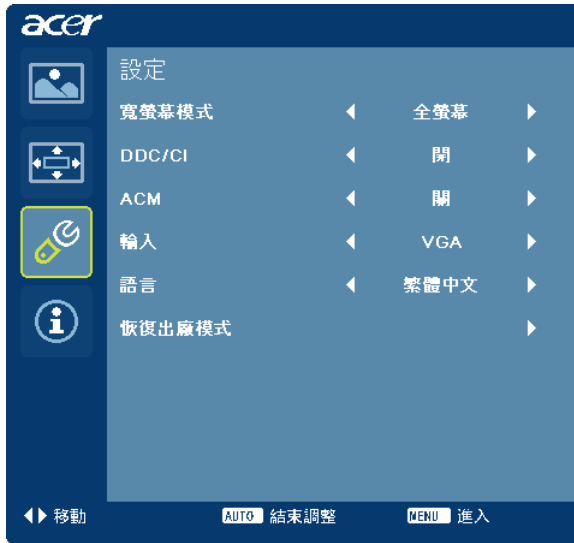 acer
設定
寬螢幕模式 全螢幕
DDC/CI 開
ACM 關
輸入 VGA
語言 繁體中文
恢復出廠模式
移動 AUTO 結束調整 MENU 進入